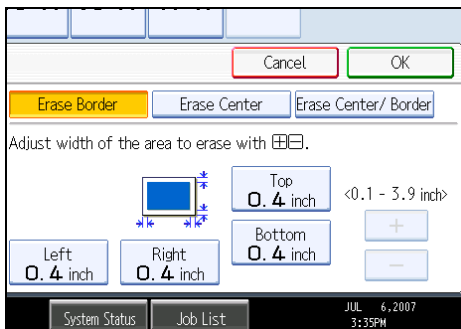 Cancel
OK
Erase Border
Erase Center
Erase Center/ Border
Adjust width of the area to erase with ⊞⊟.
Top
0.4 inch
<0.1 - 3.9 inch>
Bottom
0.4 inch
+
−
Left
0.4 inch
Right
0.4 inch
System Status
Job List
JUL 6,2007
3:35PM